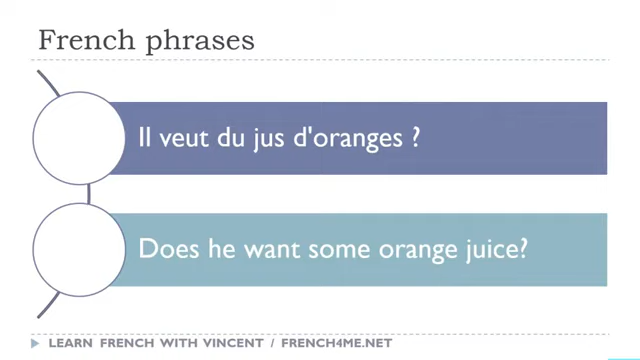 French phrases
Il veut du jus d'oranges ?
Does he want some orange juice?
LEARN FRENCH WITH VINCENT / FRENCH4ME.NET